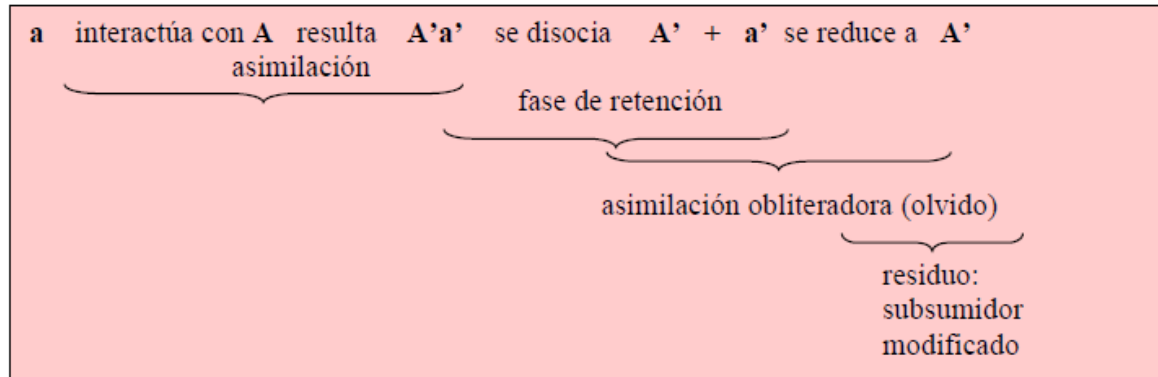 a interactúa con A resulta A’a’ se disocia A’ + a’ se reduce a A’
asimilación
fase de retención
asimilación obliteradora (olvido)
residuo:
subsumidor
modificado